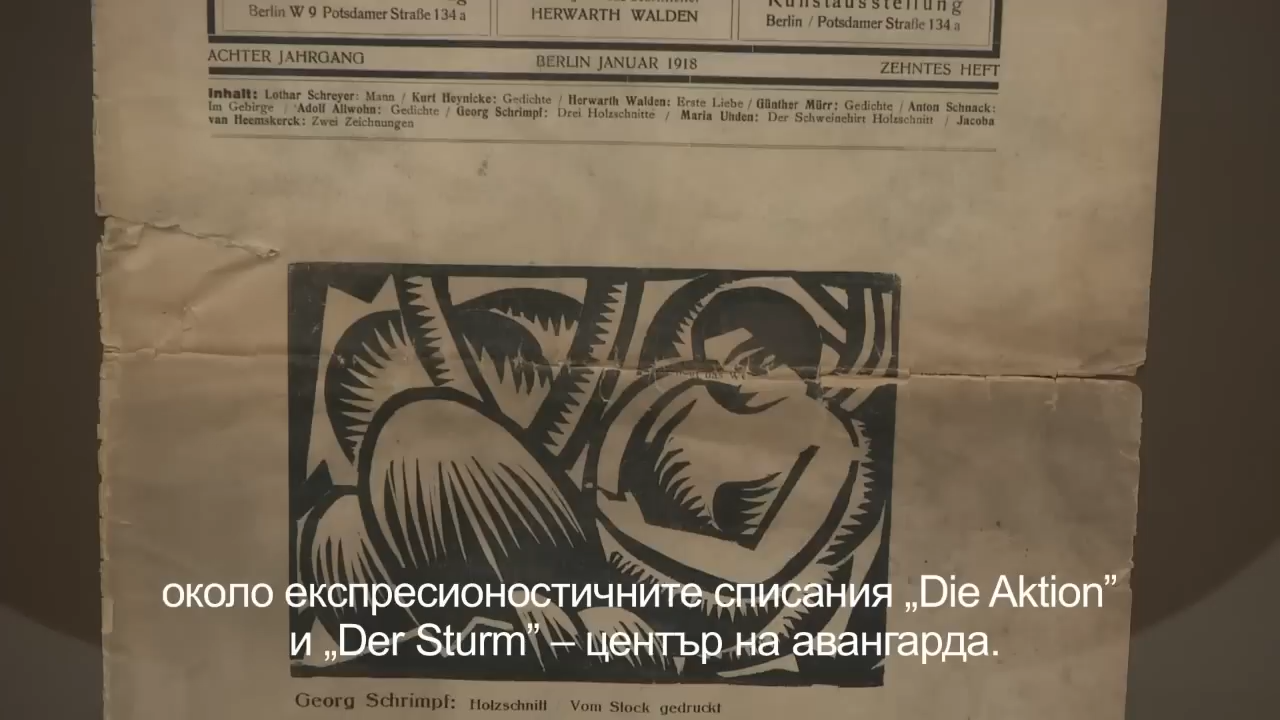 Berlin W 9 Potsdamer Straße 134 a
HERWARTH WALDEN
Kunstausstellung
Berlin / Potsdamer Straße 134 a
ACHTER JAHRGANG
BERLIN JANUAR 1918
ZEHNTES HEFT
Inhalt: Lothar Schreyer: Mann / Kurt Heynicke: Gedichte / Herwarth Walden: Erste Liebe / Günther Mürr: Gedichte / Anton Schnack:
Im Gebirge / Adolf Allwohn: Gedichte / Georg Schrimpf: Drei Holzschnitte / Maria Uhden: Der Schweinehirt Holzschnitt / Jacoba
van Heemskerck: Zwei Zeichnungen
около експресионостичните списания „Die Aktion”
и „Der Sturm” – център на авангарда.
Georg Schrimpf: Holzschnitt / Vom Stock gedruckt